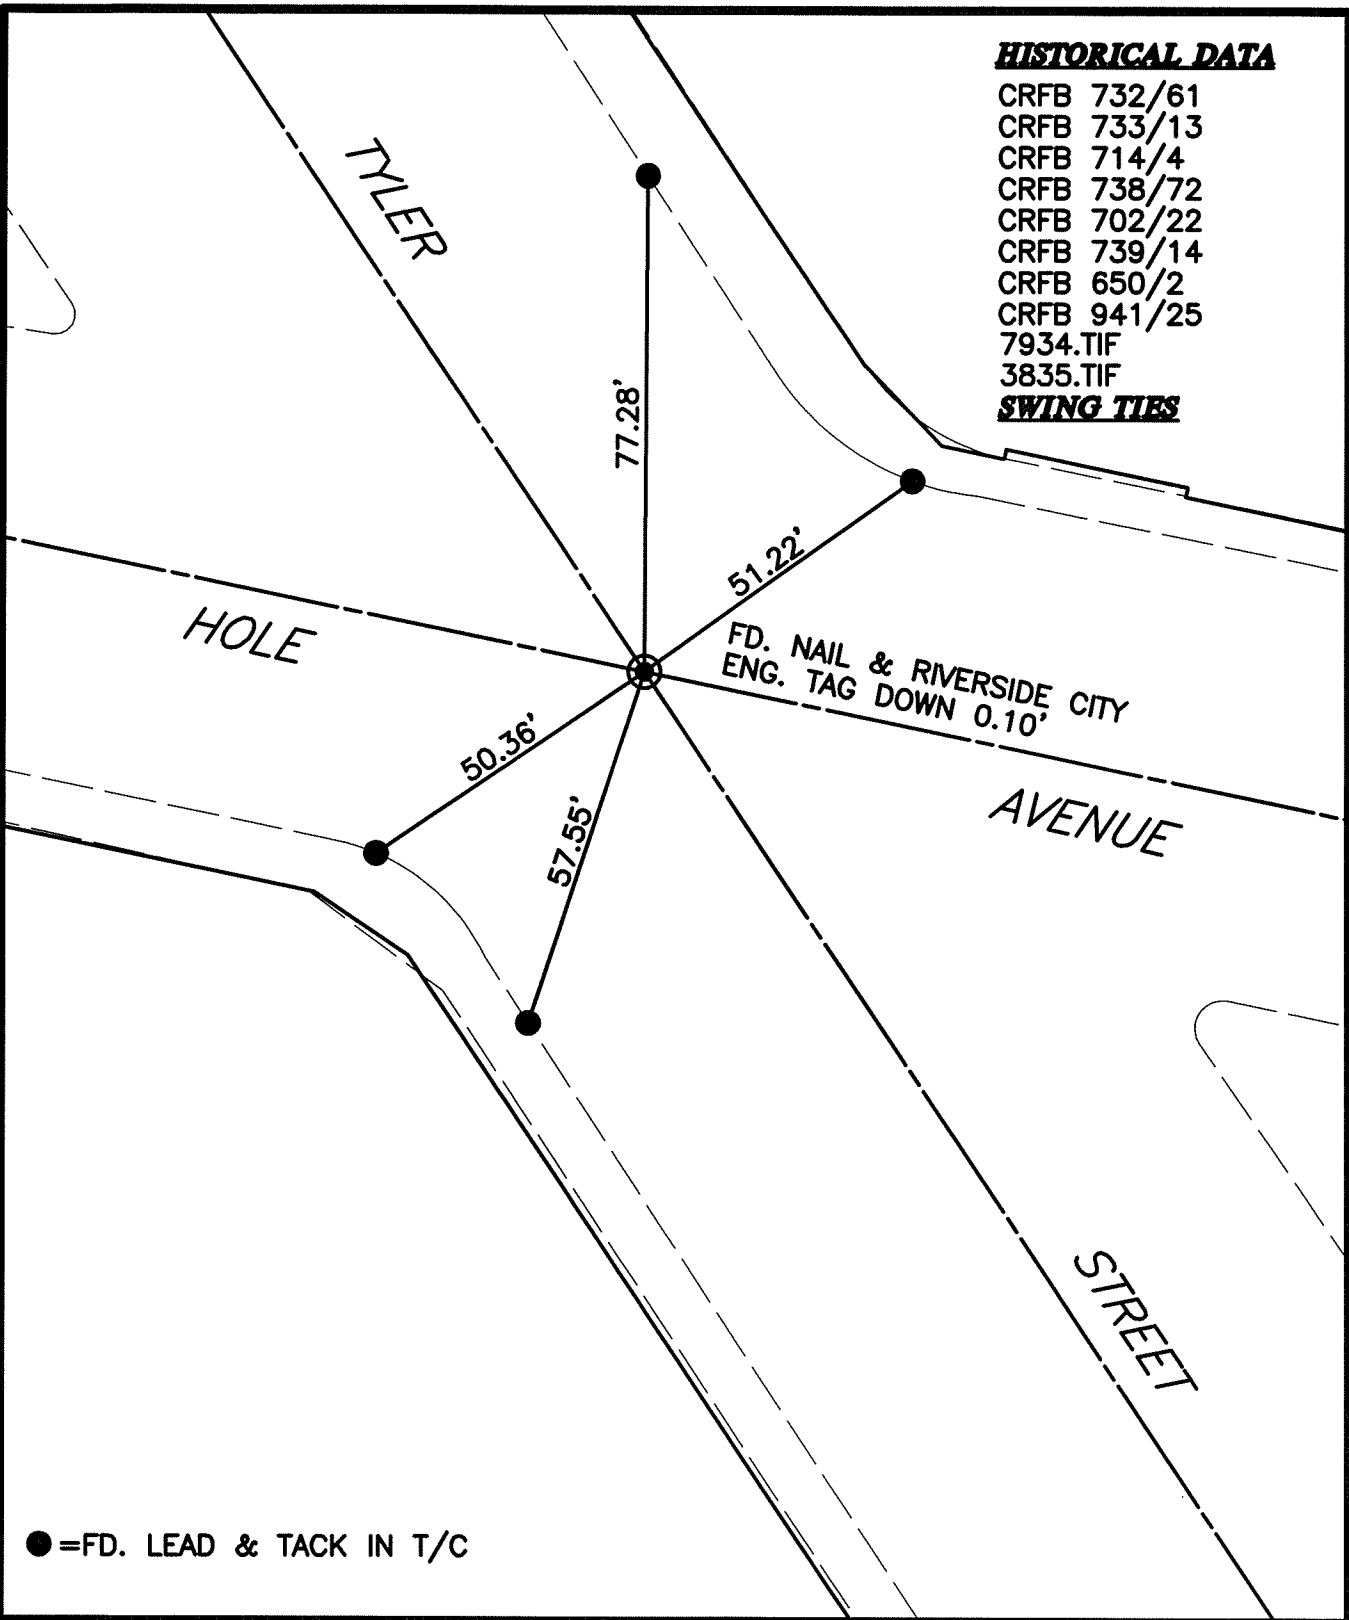 HISTORICAL DATA
CRFB 732/61
CRFB 733/13
CRFB 714/4
CRFB 738/72
CRFB 702/22
CRFB 739/14
CRFB 650/2
CRFB 941/25
7934.TIF
3835.TIF
SWING TIES
TYLER
77.28'
51.22'
HOLE
FD. NAIL & RIVERSIDE CITY
ENG. TAG DOWN 0.10'
50.36'
57.55'
AVENUE
STREET
=FD. LEAD & TACK IN T/C